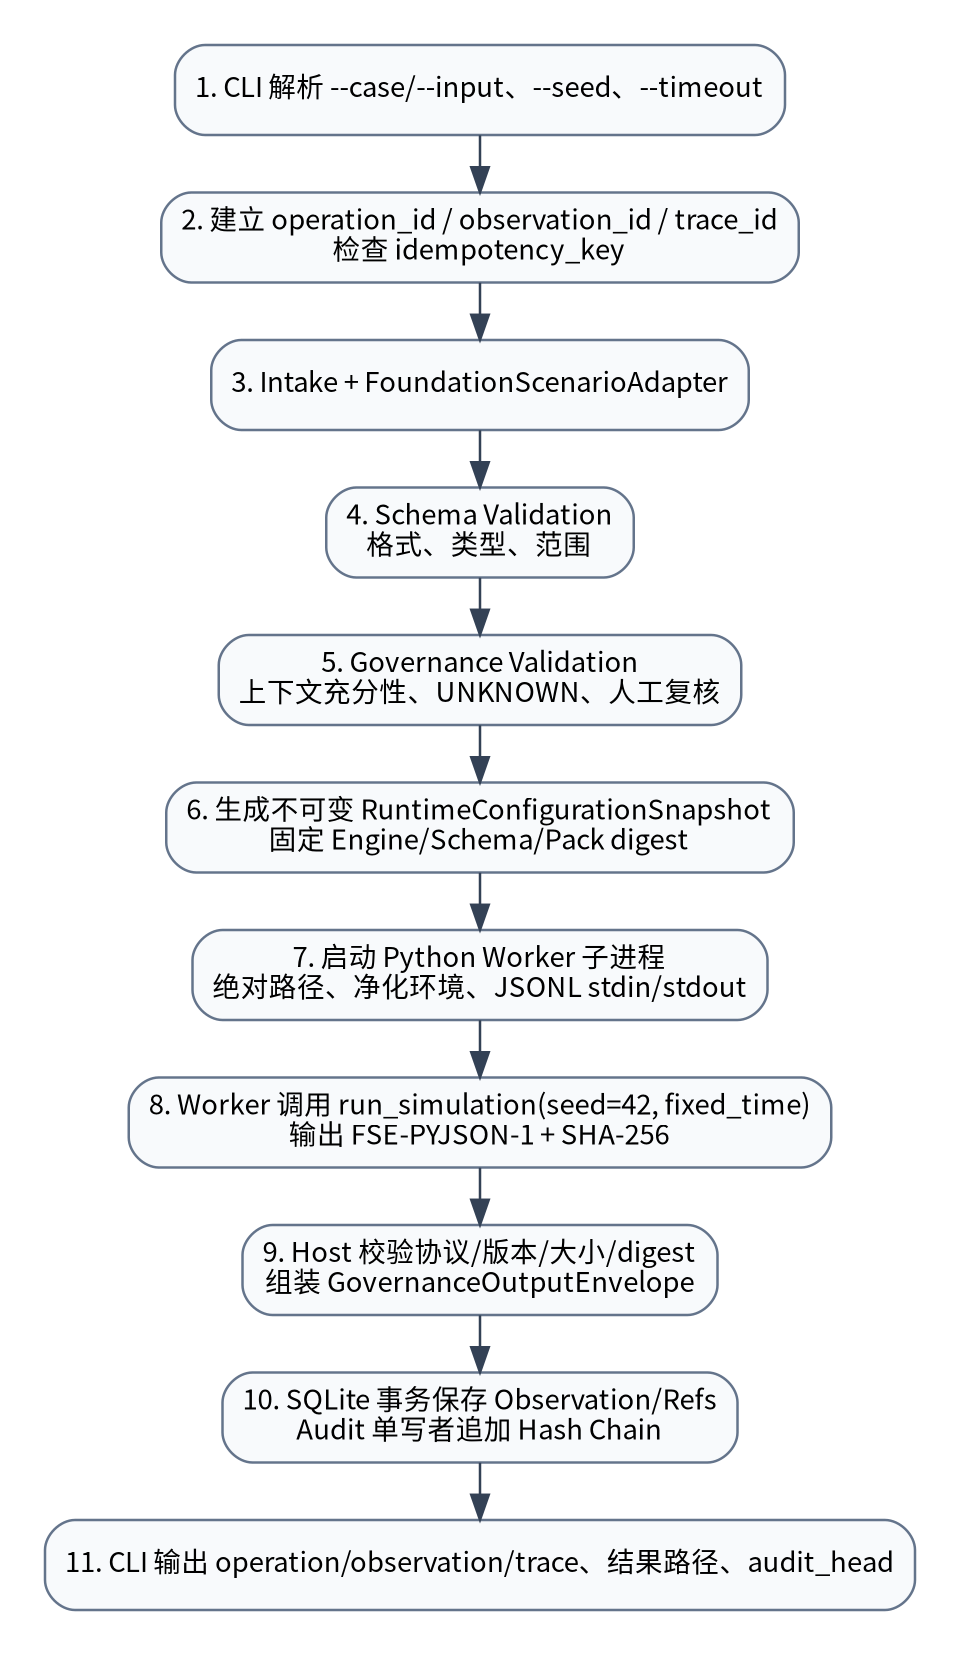 1. CLI 解析 --case/--input、--seed、--timeout
2. 建立 operation_id / observation_id / trace_id
检查 idempotency_key
3. Intake + FoundationScenarioAdapter
4. Schema Validation
格式、类型、范围
5. Governance Validation
上下文充分性、UNKNOWN、人工复核
6. 生成不可变 RuntimeConfigurationSnapshot
固定 Engine/Schema/Pack digest
7. 启动 Python Worker 子进程
绝对路径、净化环境、JSONL stdin/stdout
8. Worker 调用 run_simulation(seed=42, fixed_time)
输出 FSE-PYJSON-1 + SHA-256
9. Host 校验协议/版本/大小/digest
组装 GovernanceOutputEnvelope
10. SQLite 事务保存 Observation/Refs
Audit 单写者追加 Hash Chain
11. CLI 输出 operation/observation/trace、结果路径、audit_head